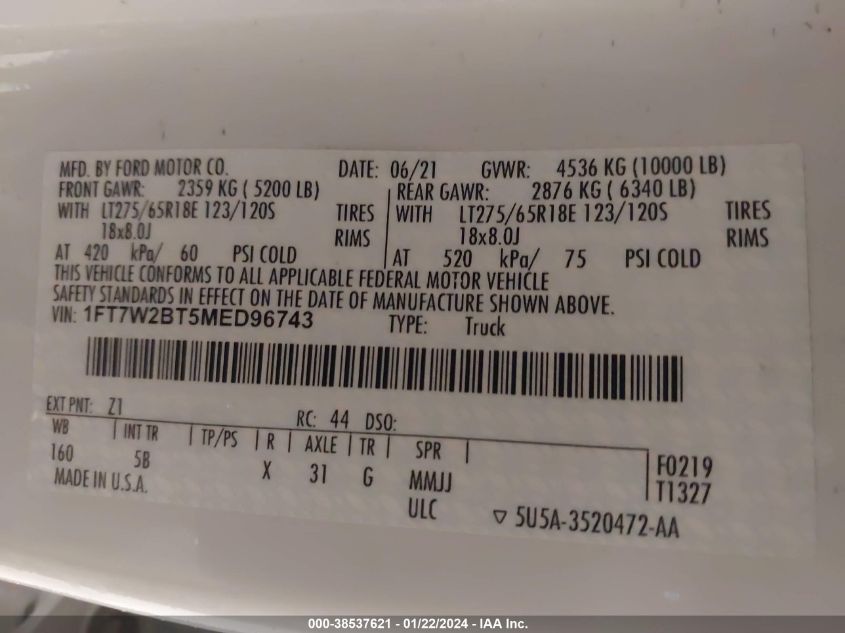 MFD. BY FORD MOTOR CO. DATE: 06/21 GVWR: 4536 KG (10000 LB)
FRONT GAWR: 2359 KG ( 5200 LB) REAR GAWR: 2876 KG ( 6340 LB)
WITH LT275/65R18E 123/120S TIRES WITH LT275/65R18E 123/120S TIRES
18x8.0J RIMS 18x8.0J RIMS
AT 420 kPa/ 60 PSI COLD AT 520 kPa/ 75 PSI COLD
THIS VEHICLE CONFORMS TO ALL APPLICABLE FEDERAL MOTOR VEHICLE
SAFETY STANDARDS IN EFFECT ON THE DATE OF MANUFACTURE SHOWN ABOVE.
VIN: 1FT7W2BT5MED96743 TYPE: Truck
EXT PNT: Z1 RC: 44 DSO:
WB INT TR TP/PS R AXLE TR SPR F0219
160 5B X 31 G MMJJ T1327
MADE IN U.S.A. ULC 5U5A-3520472-AA
000-38537621 - 01/22/2024 - IAA Inc.